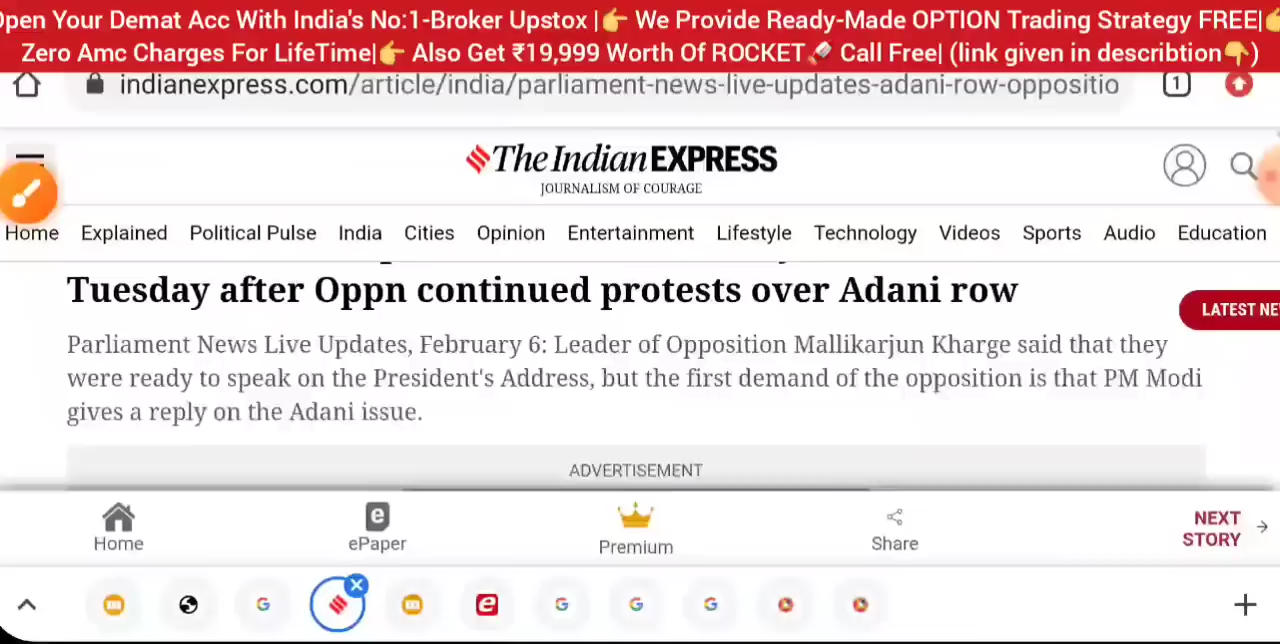 Open Your Demat Acc With India's No:1-Broker Upstox |👉 We Provide Ready-Made OPTION Trading Strategy FREE|👉
Zero Amc Charges For LifeTime|👉 Also Get ₹19,999 Worth Of ROCKET🚀 Call Free| (link given in describtion👇)
indianexpress.com/article/india/parliament-news-live-updates-adani-row-oppositio
1
The Indian EXPRESS
JOURNALISM OF COURAGE
Home Explained Political Pulse India Cities Opinion Entertainment Lifestyle Technology Videos Sports Audio Education
Tuesday after Oppn continued protests over Adani row
LATEST NE
Parliament News Live Updates, February 6: Leader of Opposition Mallikarjun Kharge said that they
were ready to speak on the President's Address, but the first demand of the opposition is that PM Modi
gives a reply on the Adani issue.
ADVERTISEMENT
Home ePaper Premium Share NEXT
STORY